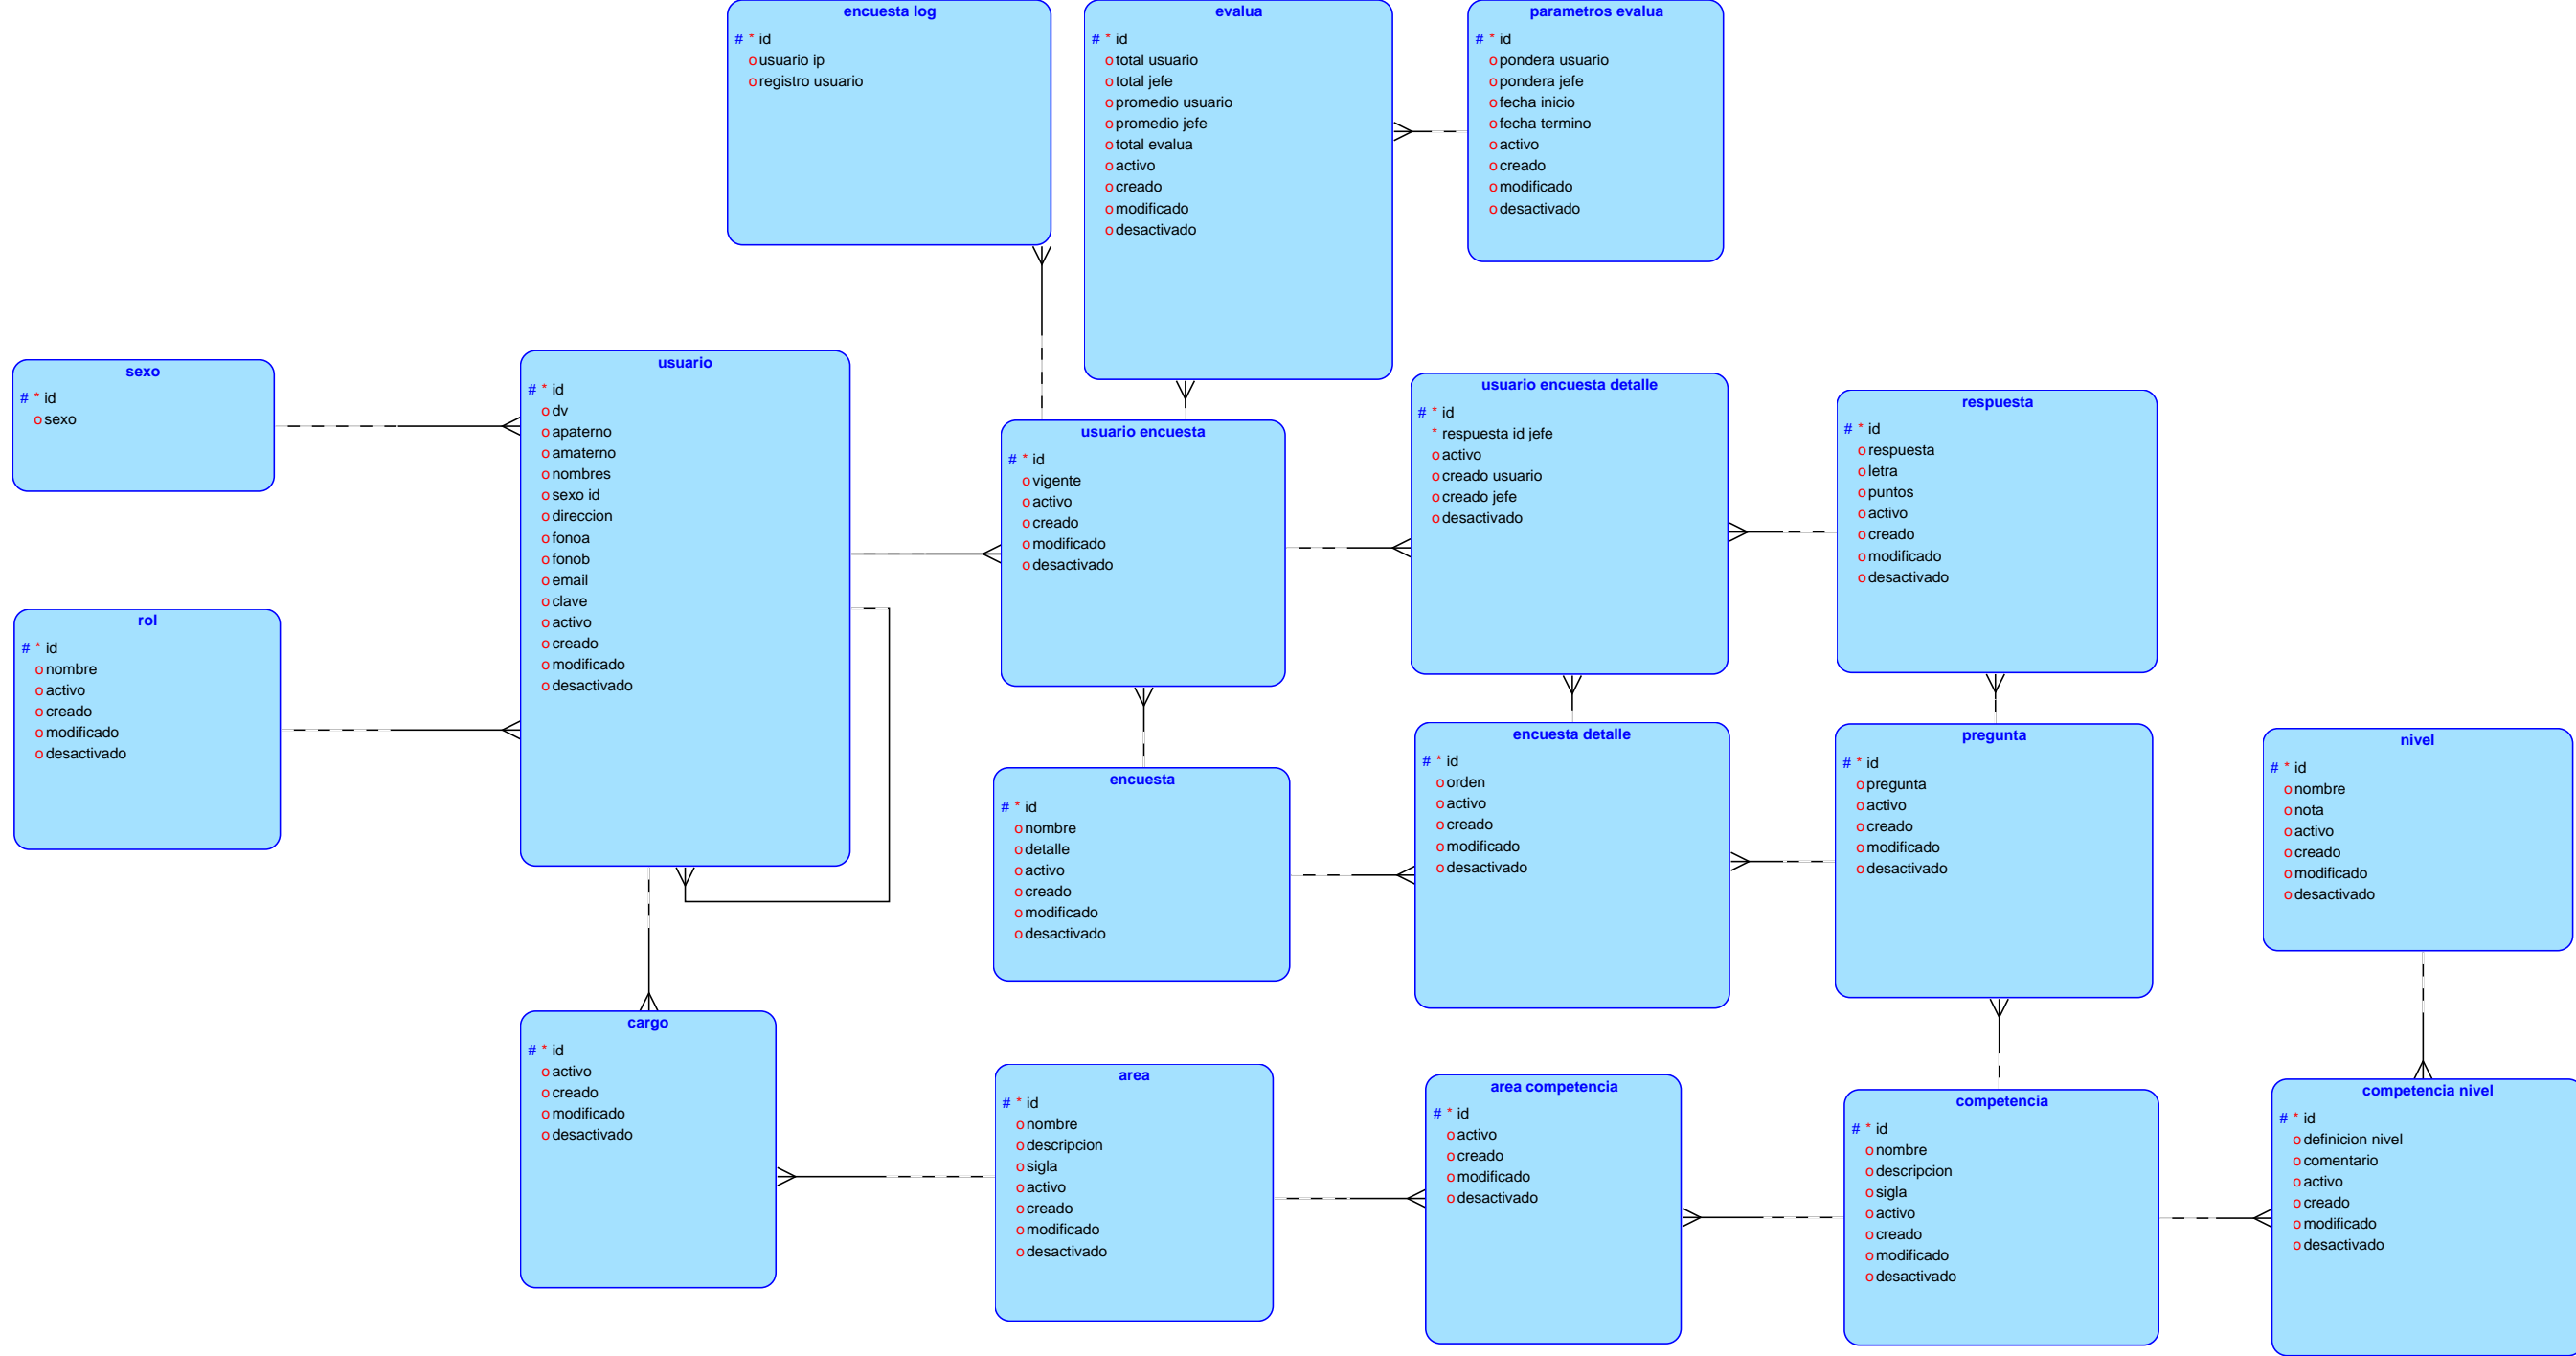 encuesta log
# * id
o usuario ip
o registro usuario
evalua
# * id
o total usuario
o total jefe
o promedio usuario
o promedio jefe
o total evalua
o activo
o creado
o modificado
o desactivado
parametros evalua
# * id
o pondera usuario
o pondera jefe
o fecha inicio
o fecha termino
o activo
o creado
o modificado
o desactivado
sexo
# * id
o sexo
usuario
# * id
o dv
o apaterno
o amaterno
o nombres
o sexo id
o direccion
o fonoa
o fonob
o email
o clave
o activo
o creado
o modificado
o desactivado
usuario encuesta
# * id
o vigente
o activo
o creado
o modificado
o desactivado
usuario encuesta detalle
# * id
* respuesta id jefe
o activo
o creado usuario
o creado jefe
o desactivado
respuesta
# * id
o respuesta
o letra
o puntos
o activo
o creado
o modificado
o desactivado
rol
# * id
o nombre
o activo
o creado
o modificado
o desactivado
encuesta
# * id
o nombre
o detalle
o activo
o creado
o modificado
o desactivado
encuesta detalle
# * id
o orden
o activo
o creado
o modificado
o desactivado
pregunta
# * id
o pregunta
o activo
o creado
o modificado
o desactivado
nivel
# * id
o nombre
o nota
o activo
o creado
o modificado
o desactivado
cargo
# * id
o activo
o creado
o modificado
o desactivado
area
# * id
o nombre
o descripcion
o sigla
o activo
o creado
o modificado
o desactivado
area competencia
# * id
o activo
o creado
o modificado
o desactivado
competencia
# * id
o nombre
o descripcion
o sigla
o activo
o creado
o modificado
o desactivado
competencia nivel
# * id
o definicion nivel
o comentario
o activo
o creado
o modificado
o desactivado